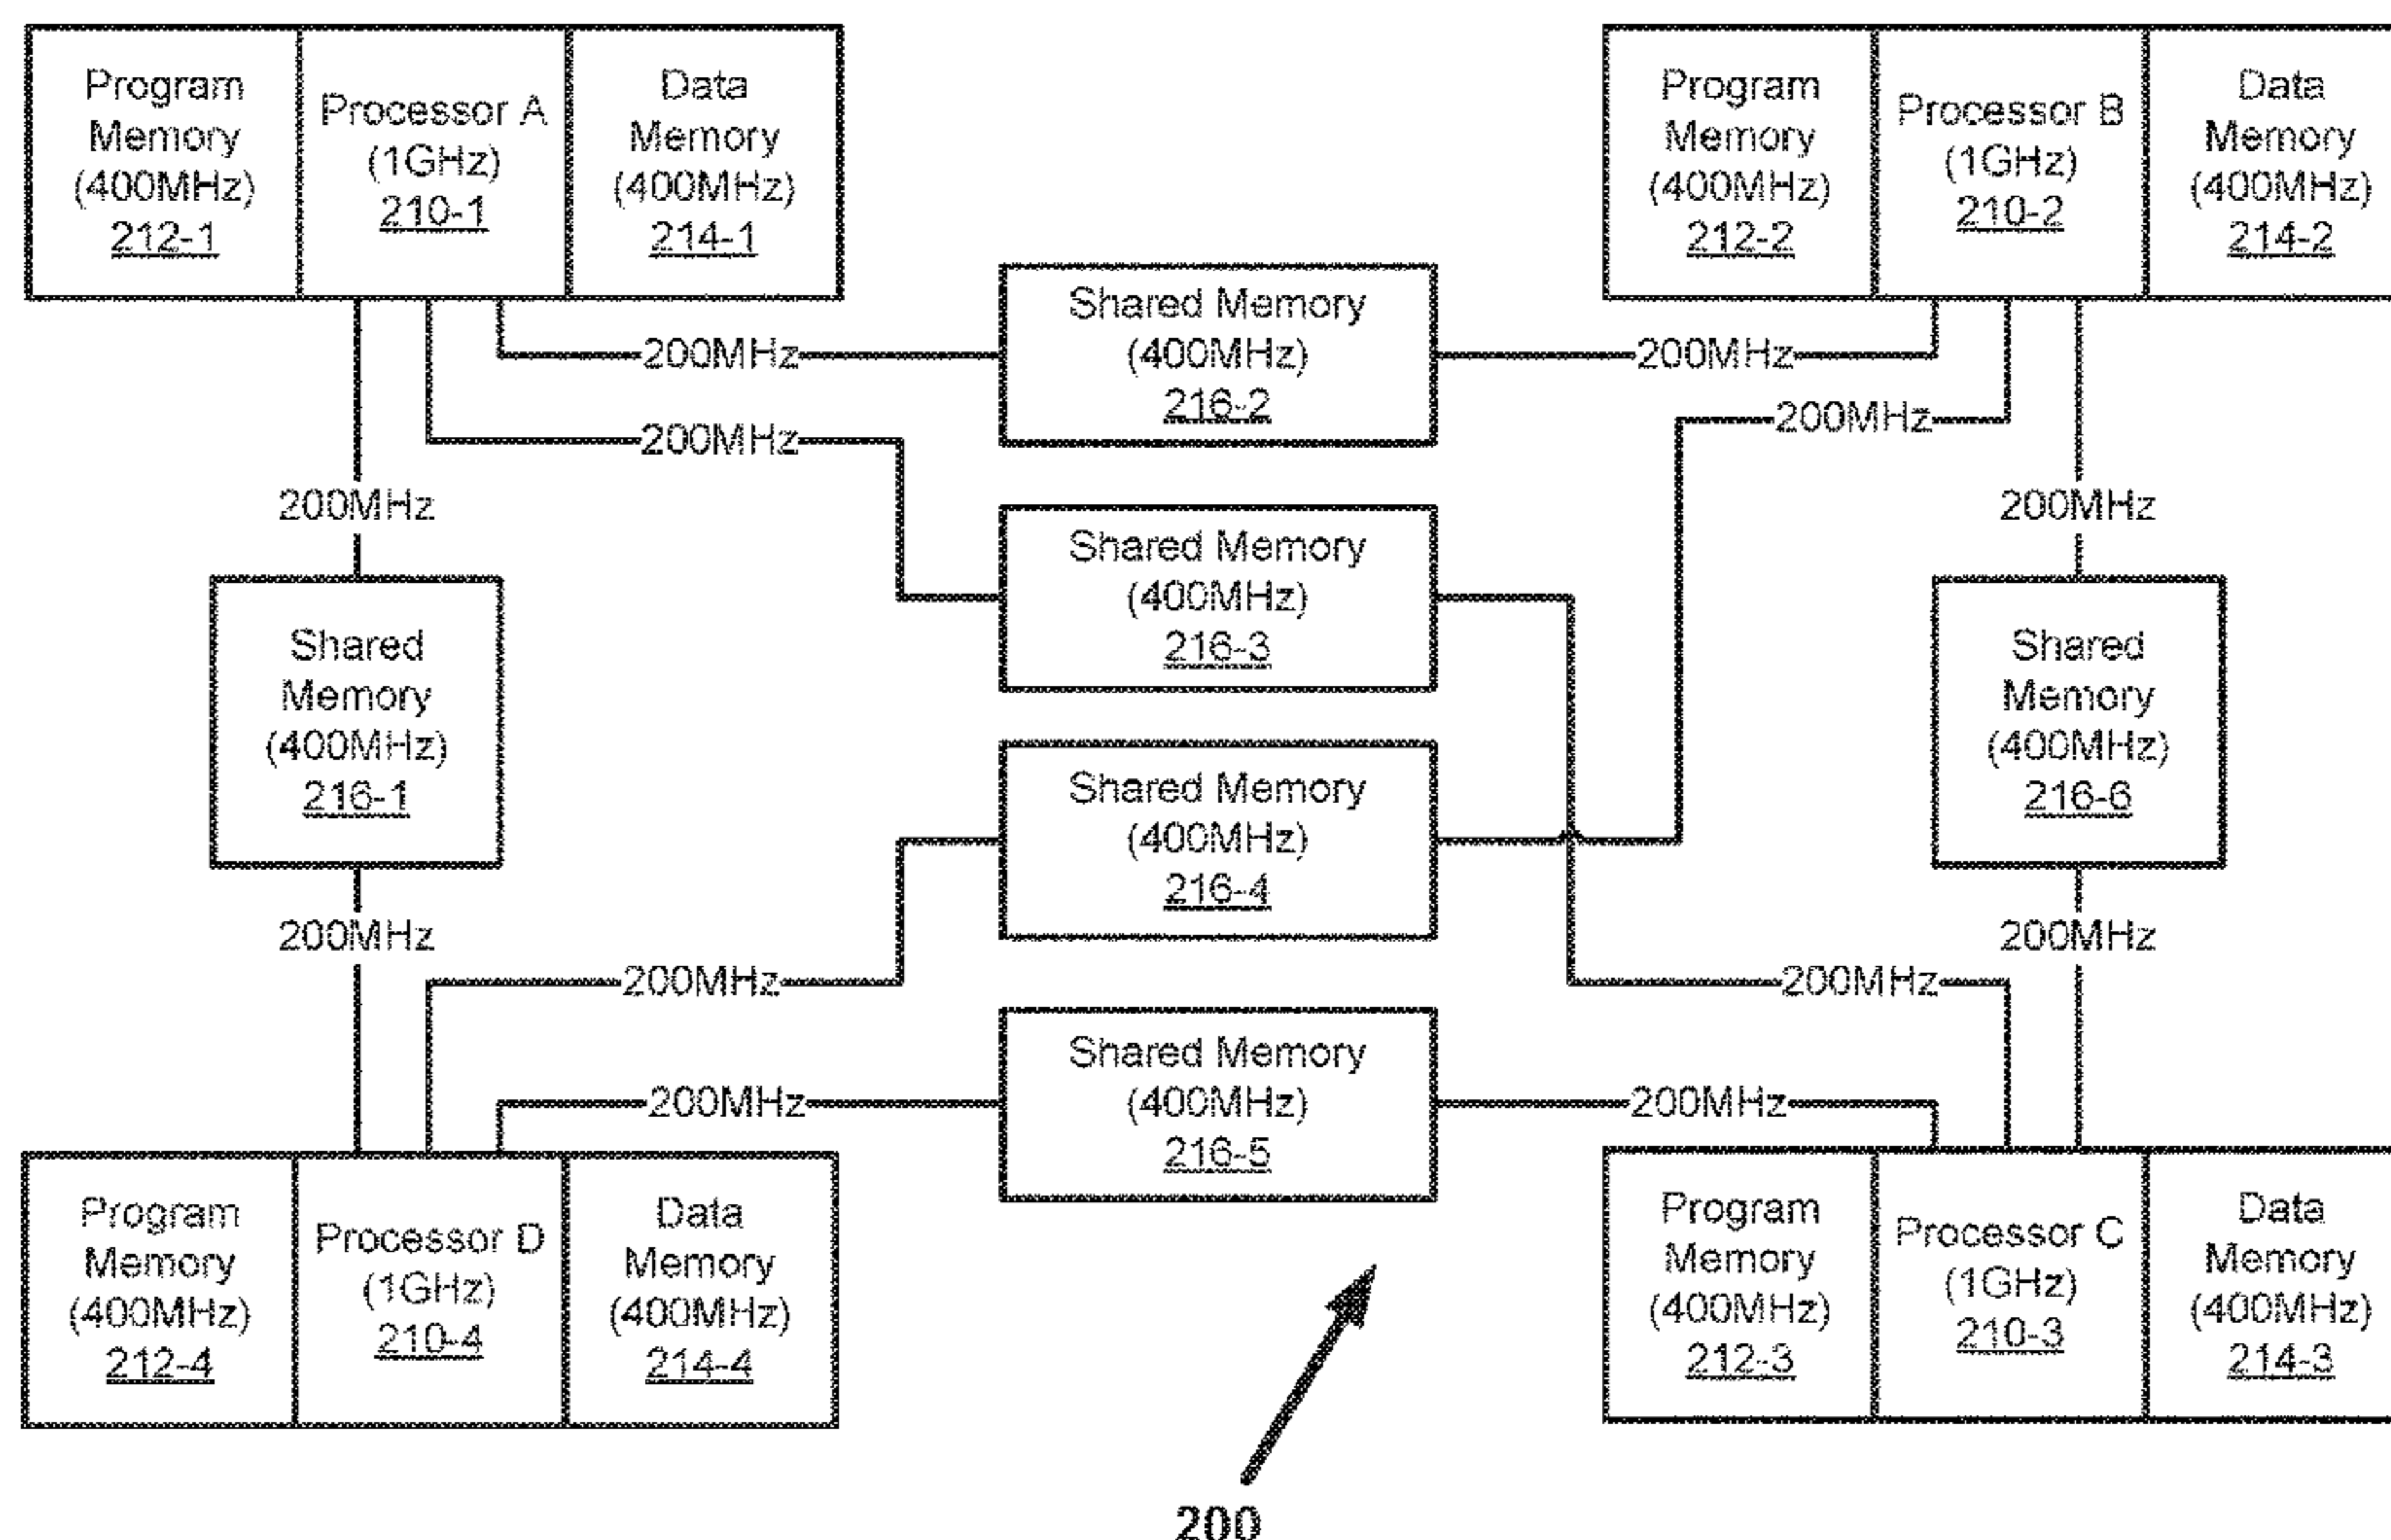 Program
Memory
(400MHz)
212-1
Processor A
(1GHz)
210-1
Data
Memory
(400MHz)
214-1
Program
Memory
(400MHz)
212-2
Processor B
(1GHz)
210-2
Data
Memory
(400MHz)
214-2
Shared Memory
(400MHz)
216-2
200MHz
200MHz
200MHz
200MHz
200MHz
200MHz
Shared Memory
(400MHz)
216-3
Shared
Memory
(400MHz)
216-1
Shared
Memory
(400MHz)
216-6
Shared Memory
(400MHz)
216-4
200MHz
200MHz
200MHz
200MHz
Shared Memory
(400MHz)
216-5
200MHz
200MHz
Program
Memory
(400MHz)
212-4
Processor D
(1GHz)
210-4
Data
Memory
(400MHz)
214-4
Program
Memory
(400MHz)
212-3
Processor C
(1GHz)
210-3
Data
Memory
(400MHz)
214-3
200